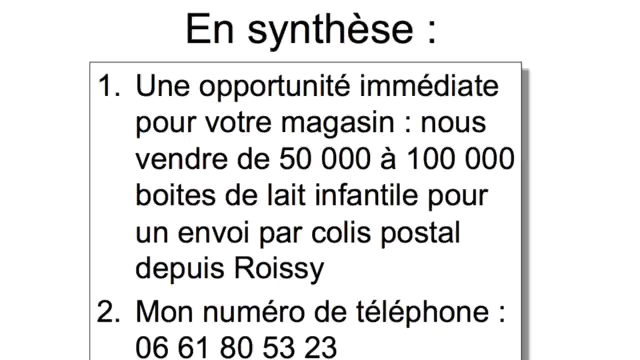 En synthèse :
1. Une opportunité immédiate
pour votre magasin : nous
vendre de 50 000 à 100 000
boites de lait infantile pour
un envoi par colis postal
depuis Roissy
2. Mon numéro de téléphone :
06 61 80 53 23